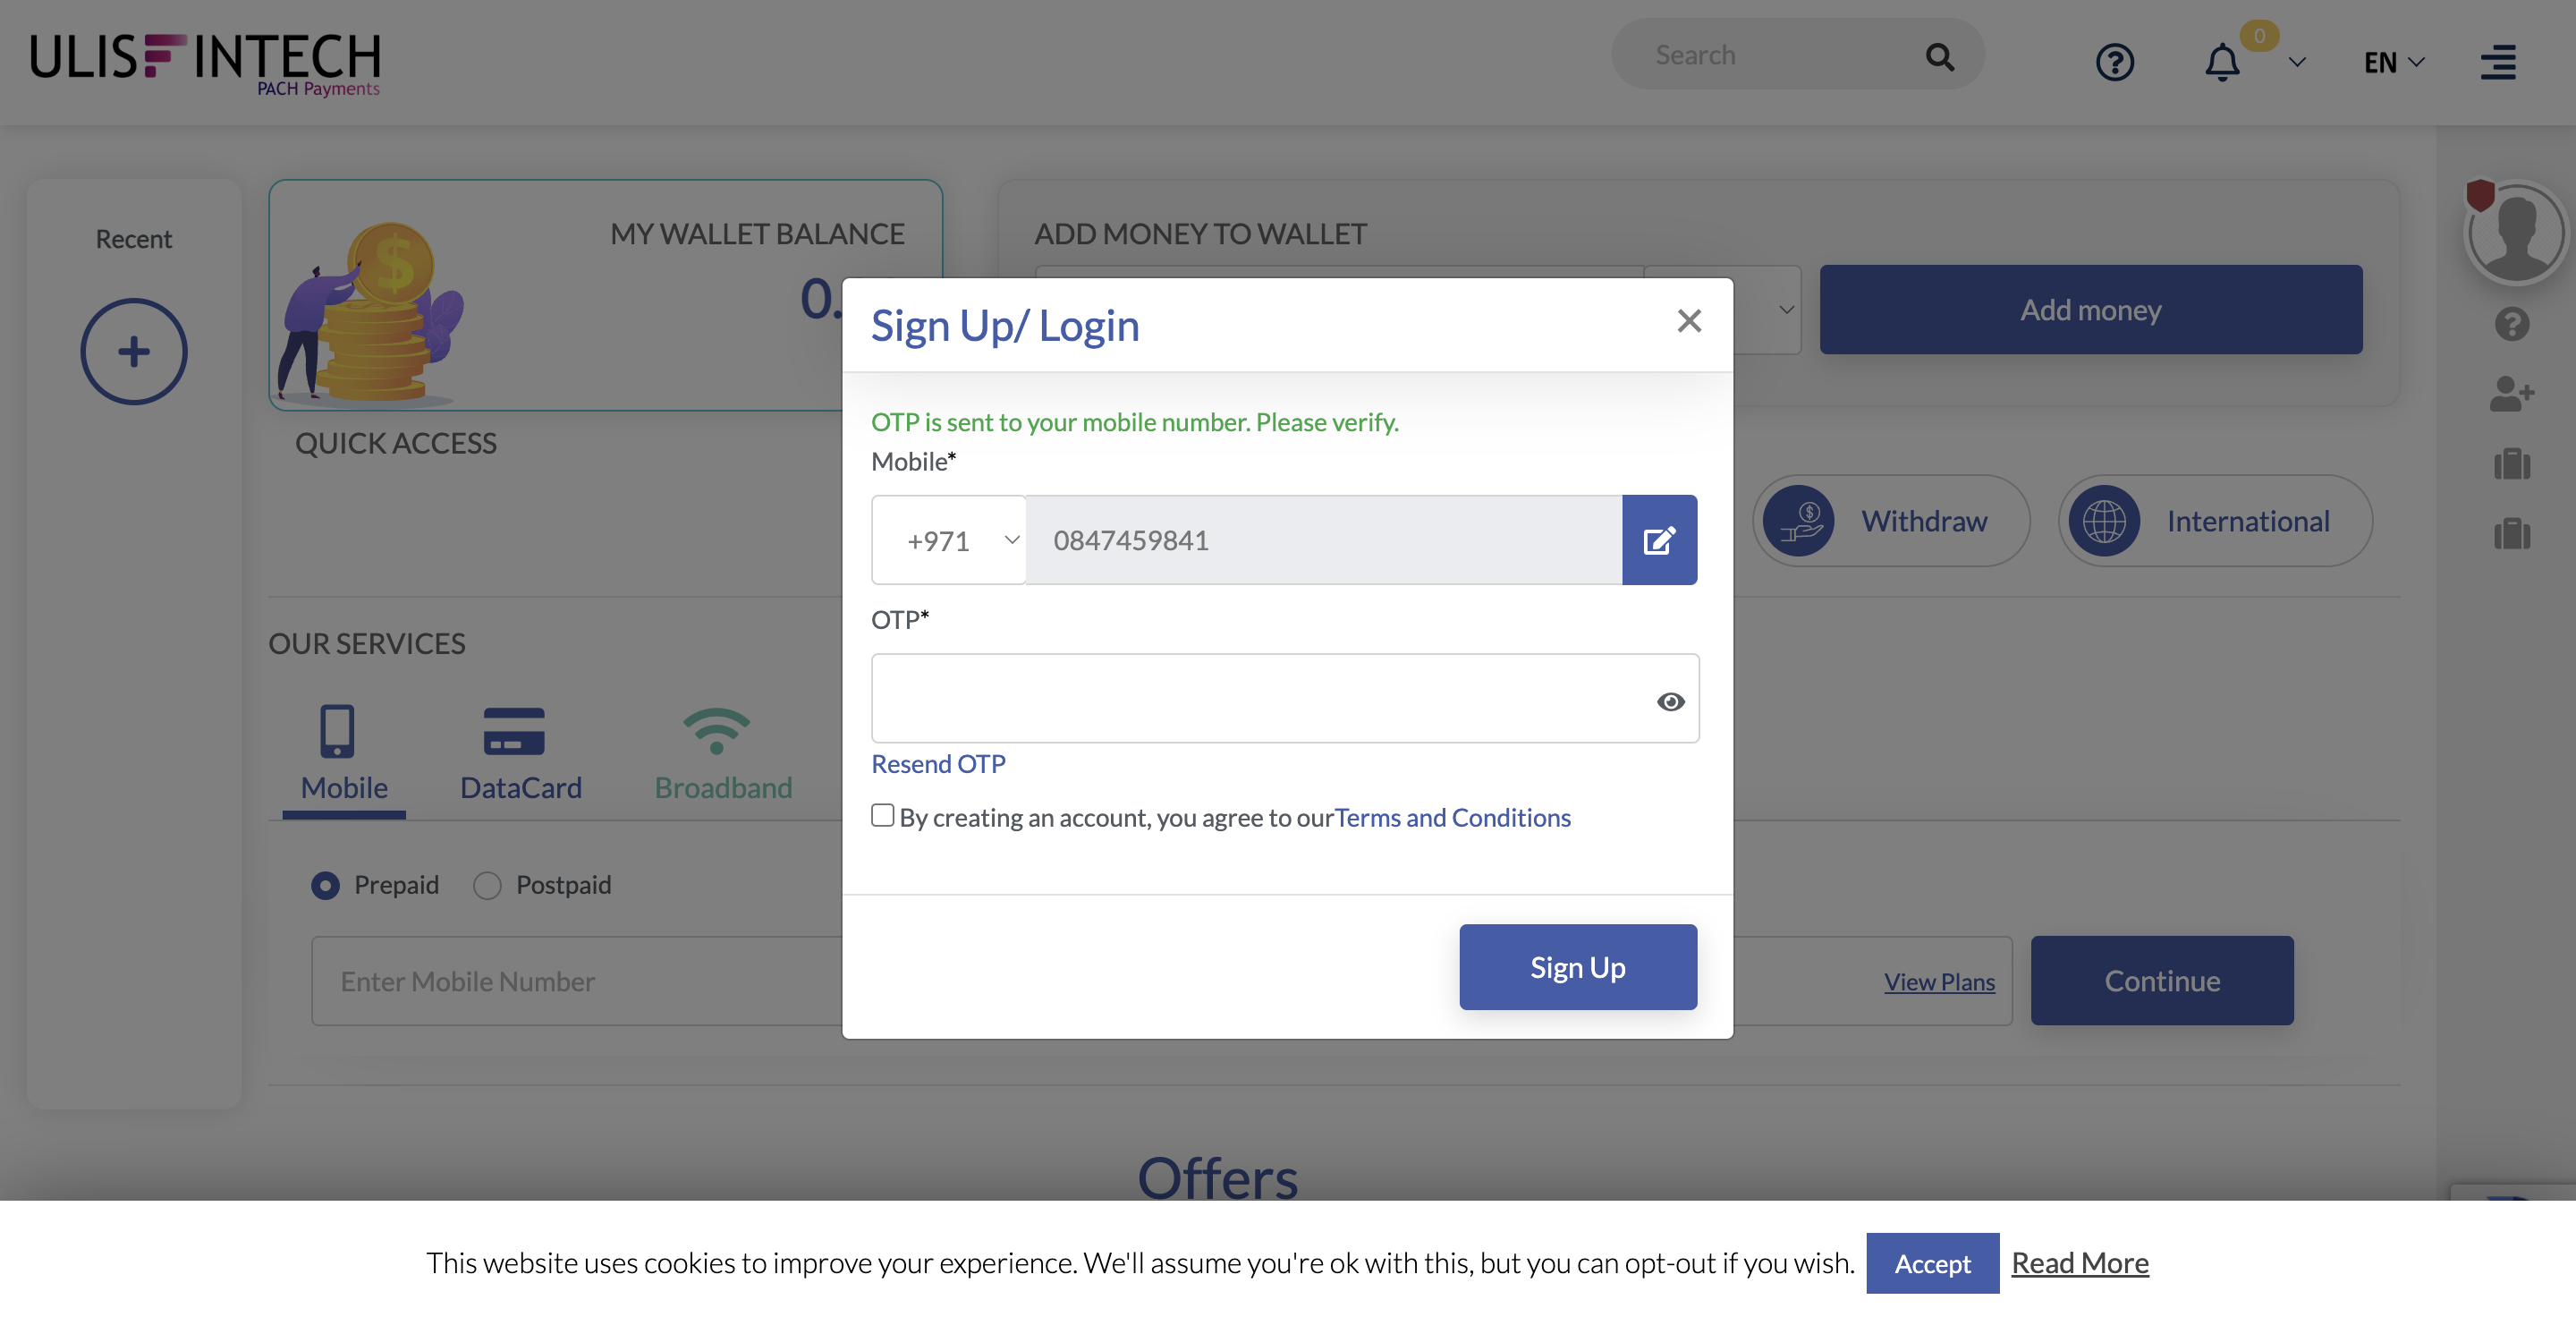 ULISFINTECH
PACH Payments
Search
0
EN
Recent
MY WALLET BALANCE
0.
ADD MONEY TO WALLET
Add money
QUICK ACCESS
Withdraw
International
OUR SERVICES
Mobile
DataCard
Broadband
Prepaid
Postpaid
Enter Mobile Number
View Plans
Continue
Offers
Sign Up/ Login
OTP is sent to your mobile number. Please verify.
Mobile*
+971
0847459841
OTP*
Resend OTP
By creating an account, you agree to ourTerms and Conditions
Sign Up
This website uses cookies to improve your experience. We'll assume you're ok with this, but you can opt-out if you wish.
Accept
Read More